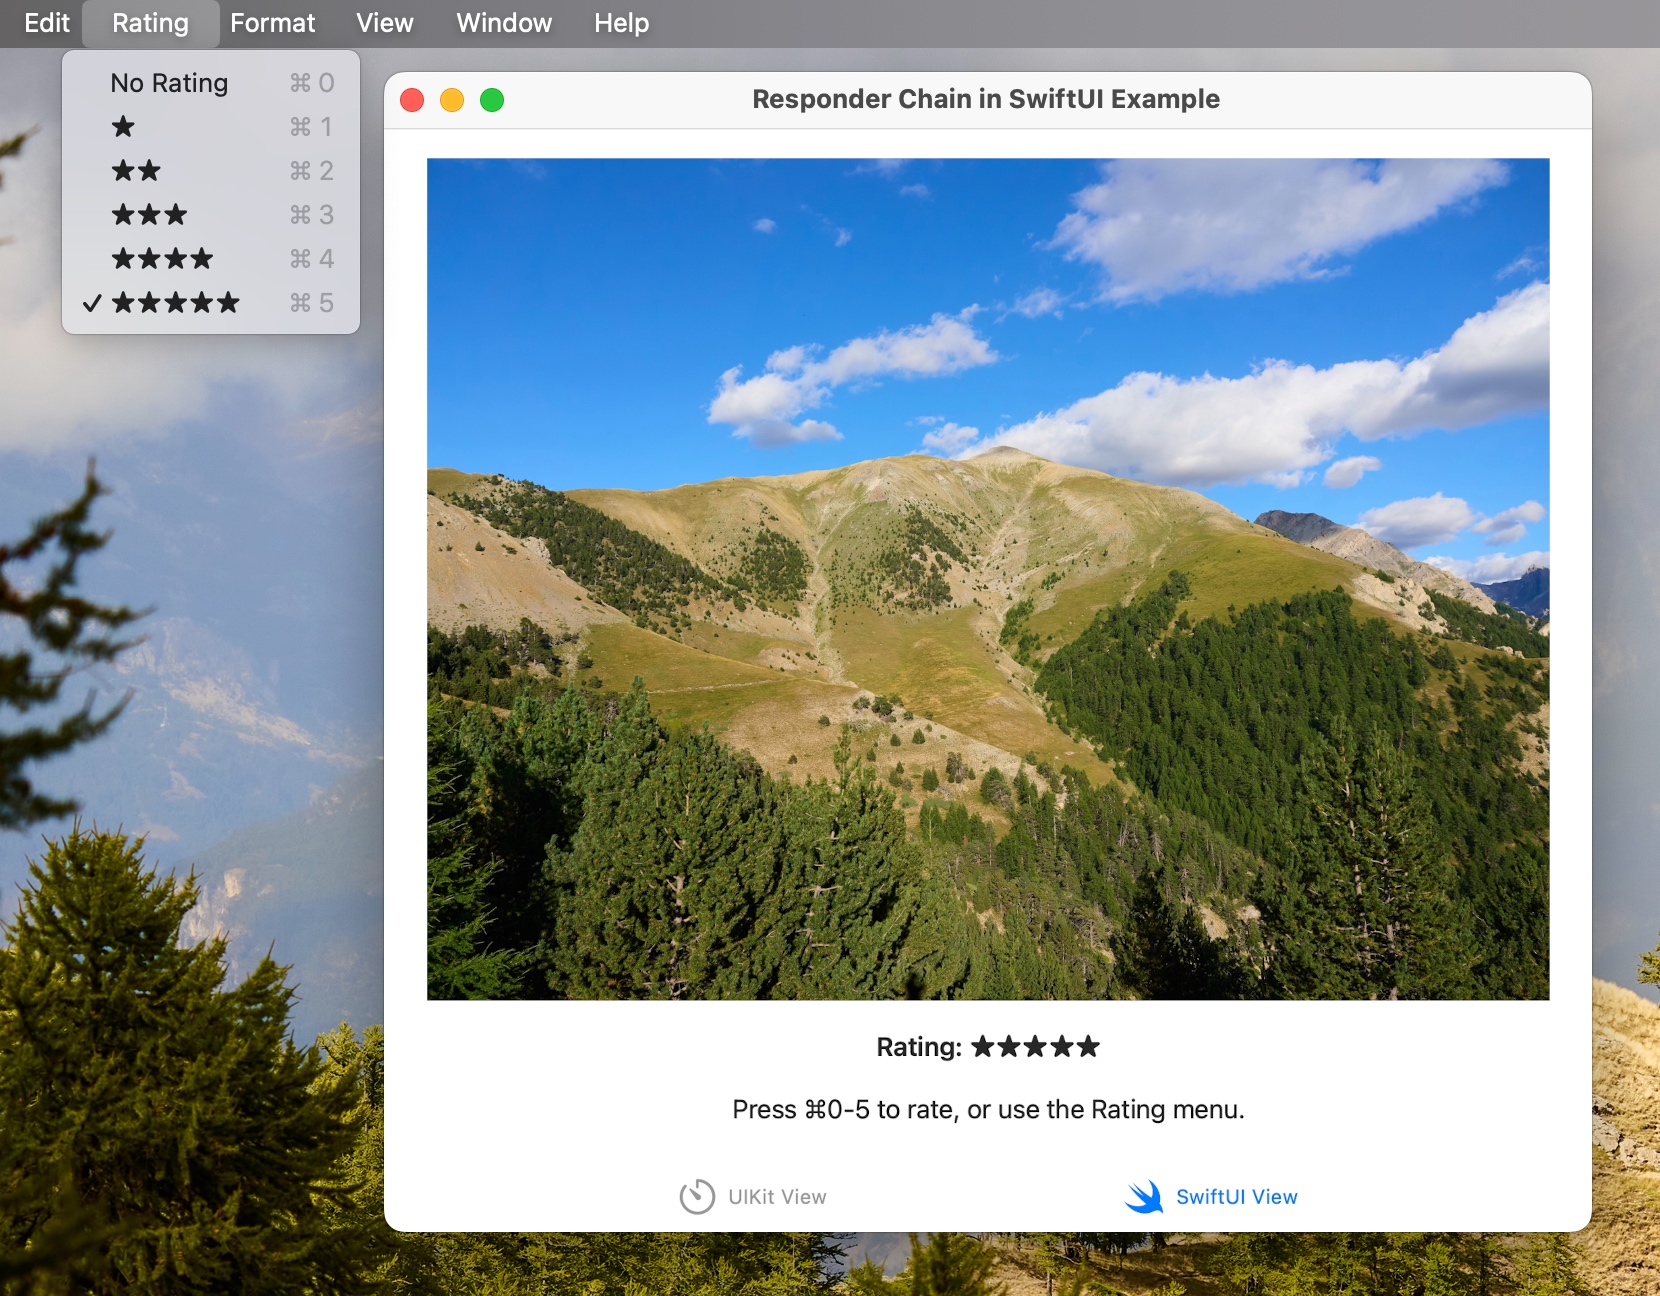 Edit Rating Format View Window Help
No Rating ⌘ 0
★ ⌘ 1
★★ ⌘ 2
★★★ ⌘ 3
★★★★ ⌘ 4
✓ ★★★★★ ⌘ 5
Responder Chain in SwiftUI Example
Rating: ★★★★★
Press ⌘0-5 to rate, or use the Rating menu.
UIKit View
SwiftUI View